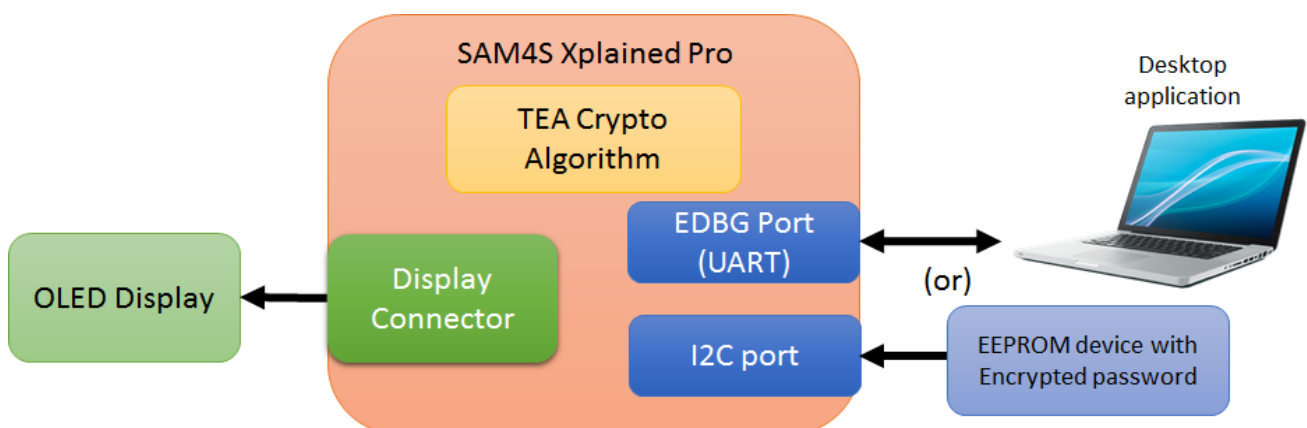 SAM4S Xplained Pro
TEA Crypto
Algorithm
Desktop
application
EDBG Port
(UART)
(or)
OLED Display
Display
Connector
I2C port
EEPROM device with
Encrypted password